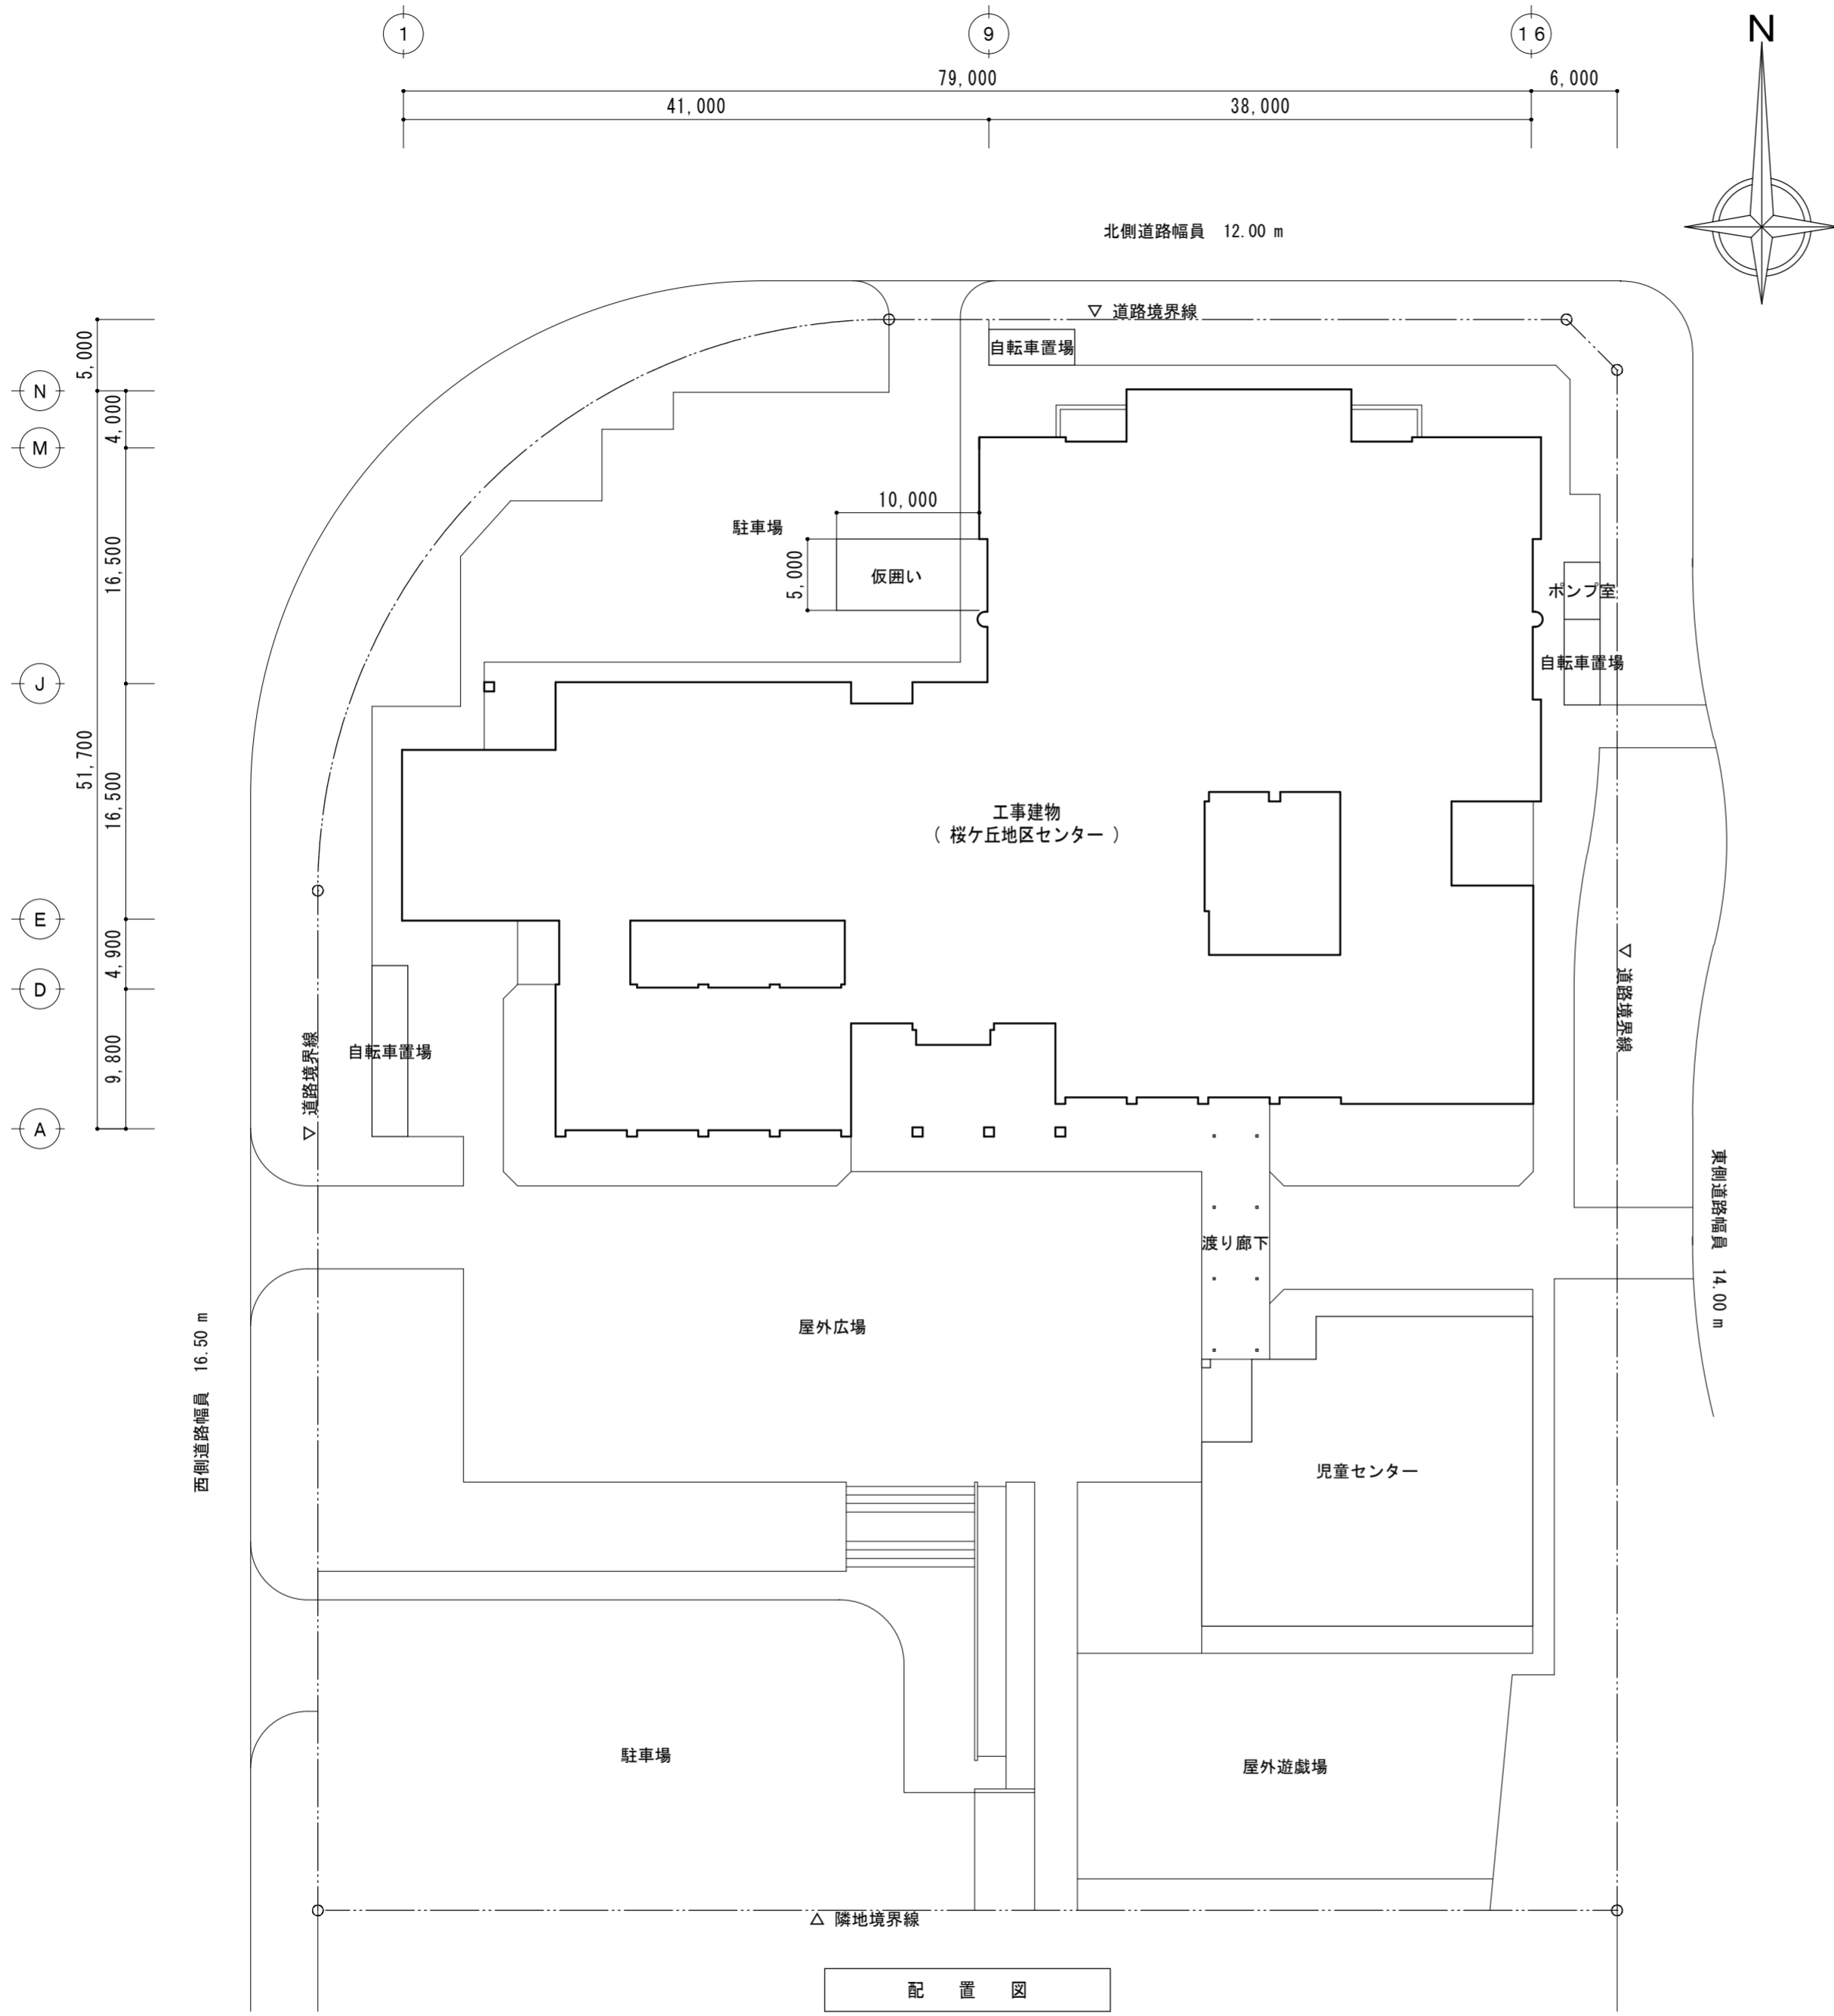 1
9
16
N
79,000
6,000
41,000
38,000
北側道路幅員 12.00 m
▽ 道路境界線
5,000
自転車置場
N
4,000
M
10,000
駐車場
16,500
5,000
仮囲い
ポンプ室
自転車置場
J
51,700
16,500
工事建物
( 桜ケ丘地区センター )
E
4,900
▽ 道路境界線
D
9,800
▽ 道路境界線
自転車置場
A
東側道路幅員 14.00 m
渡り廊下
西側道路幅員 16.50 m
屋外広場
児童センター
駐車場
屋外遊戯場
△ 隣地境界線
配 置 図